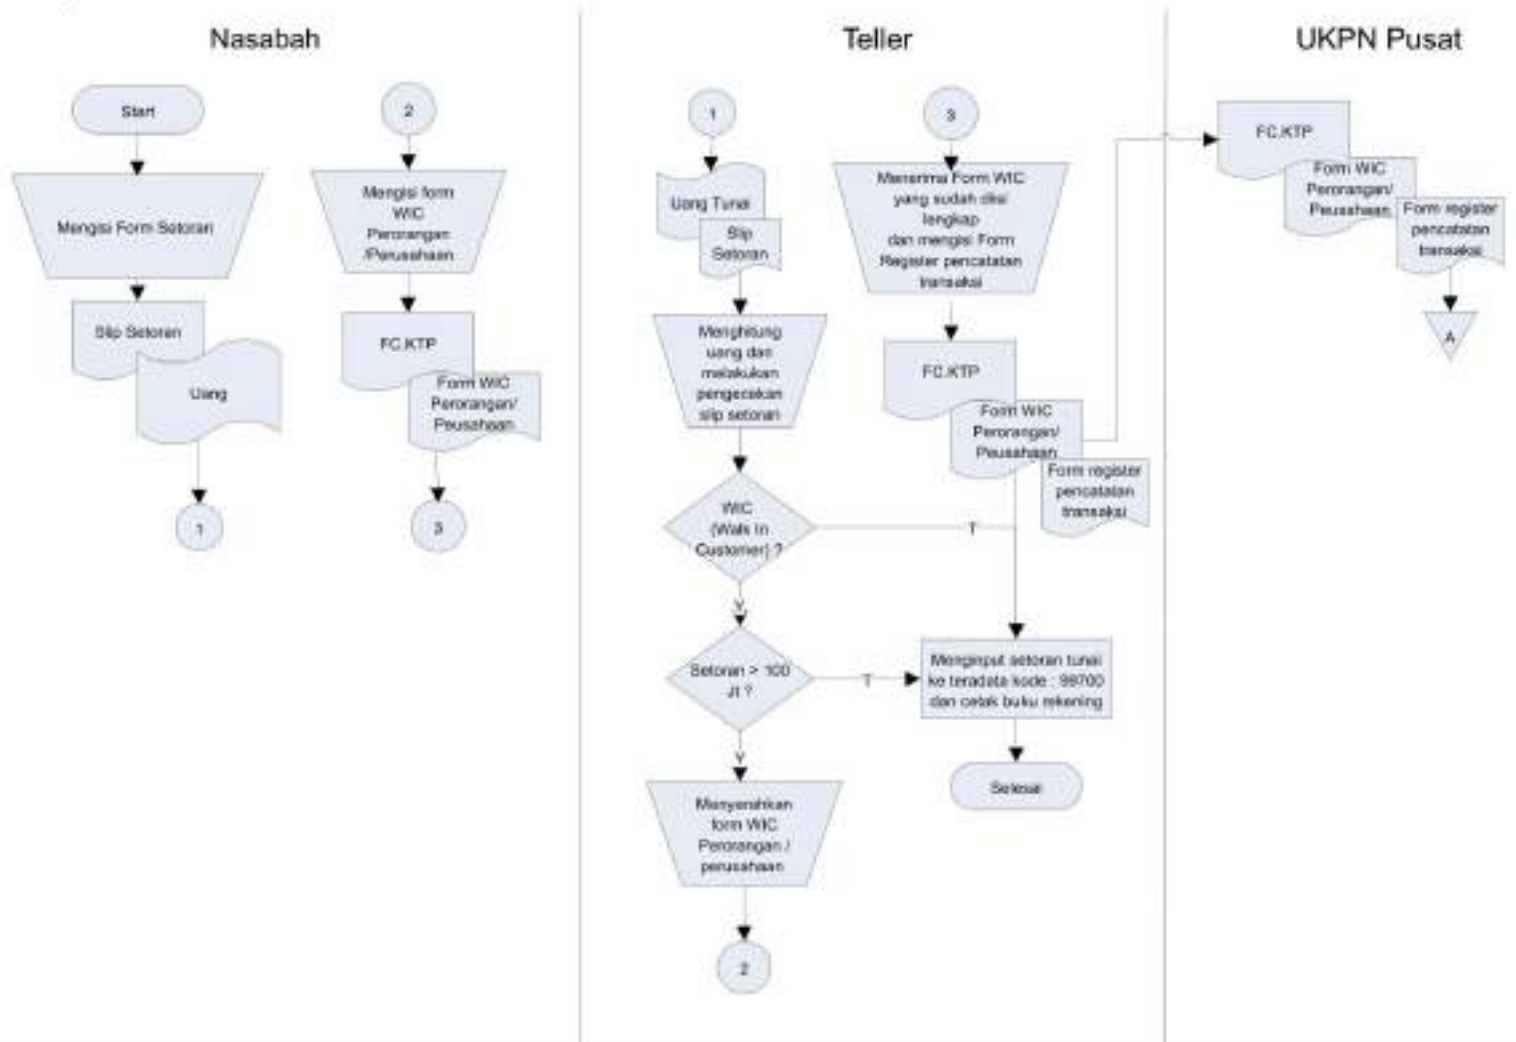 Nasabah
Start
Mengisi Form Setoran
Slip Setoran
Uang
1
2
Mengisi form
WIC
Perorangan
/Perusahaan
FC.KTP
Form WIC
Perorangan/
Peusahaan
3
Teller
1
Uang Tunai
Slip
Setoran
Menghitung
uang dan
melakukan
pengecekan
slip setoran
WIC
(Walk In
Customer) ?
T
Y
Setoran > 100
Jt ?
T
Y
Menyerahkan
form WIC
Perorangan /
perusahaan
2
3
Menerima Form WIC
yang sudah diisi
lengkap
dan mengisi Form
Register pencatatan
transaksi
FC.KTP
Form WIC
Perorangan/
Peusahaan
Form register
pencatatan
transaksi
Menginput setoran tunai
ke teradata kode : 99700
dan cetak buku rekening
Selesai
UKPN Pusat
FC.KTP
Form WIC
Perorangan/
Peusahaan
Form register
pencatatan
transaksi
A